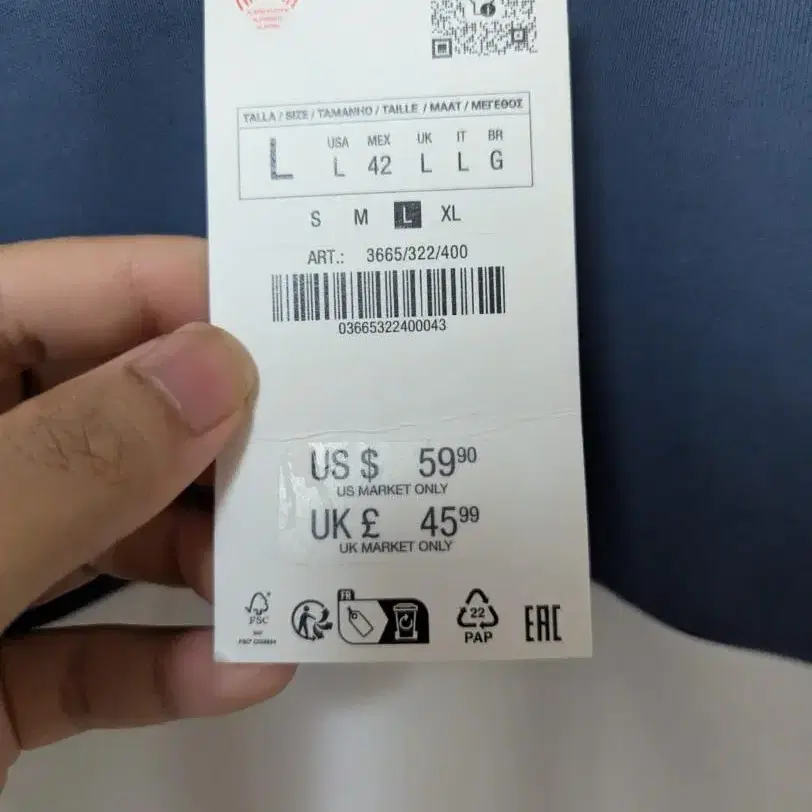 TALLA / SIZE / TAMANHO / TAILLE / MAAT / ΜΕΓΕΘΟΣ
USA MEX UK IT BR
L L 42 L L G
S M L XL
ART.: 3665/322/400
03665322400043
US $ 59⁹⁰
US MARKET ONLY
UK £ 45⁹⁹
UK MARKET ONLY
FR
FSC
22
PAP
EAC